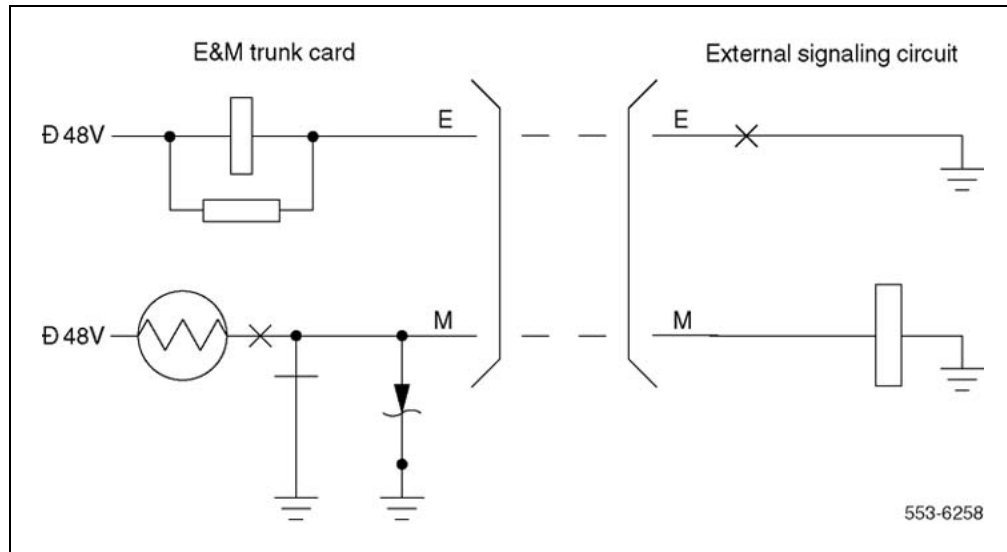 E&M trunk card
External signaling circuit
Ð 48V
E
E
Ð 48V
M
M
553-6258